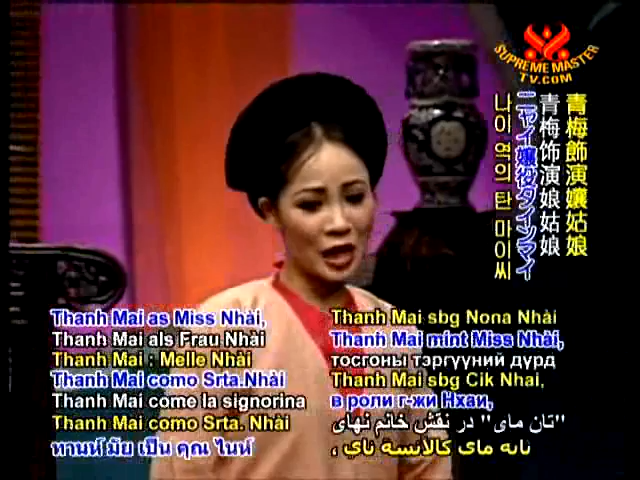 SUPREME MASTER
TV.COM
青梅飾演孃姑娘
青梅饰演娘姑娘
ニャイ嬢役タインマイ
나이 역의 탄 마이씨
Thanh Mai as Miss Nhài,
Thanh Mai als Frau Nhài
Thanh Mai : Melle Nhài
Thanh Mai como Srta.Nhài
Thanh Mai come la signorina
Thanh Mai como Srta. Nhài
ทานห์ มัย เป็น คุณ ไนห์
Thanh Mai sbg Nona Nhài
Thanh Mai mint Miss Nhài,
тосгоны тэргүүний дүрд
Thanh Mai sbg Cik Nhai,
в роли г-жи Нхаи,
"تان مای" در نقش خانم نهای
تانه ماي كالآنسة ناي ،